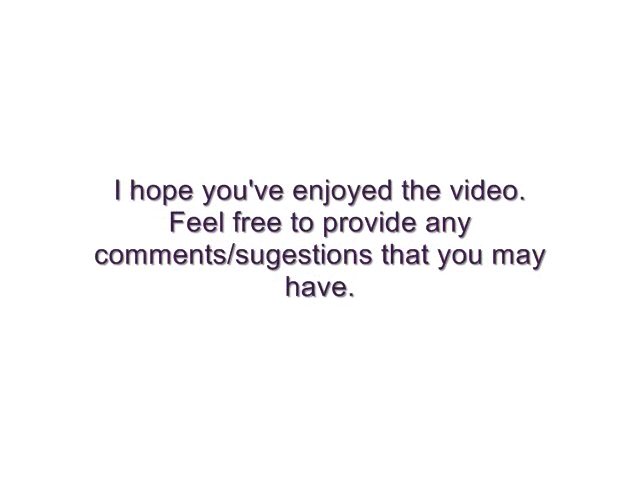 I hope you've enjoyed the video.
Feel free to provide any
comments/sugestions that you may
have.